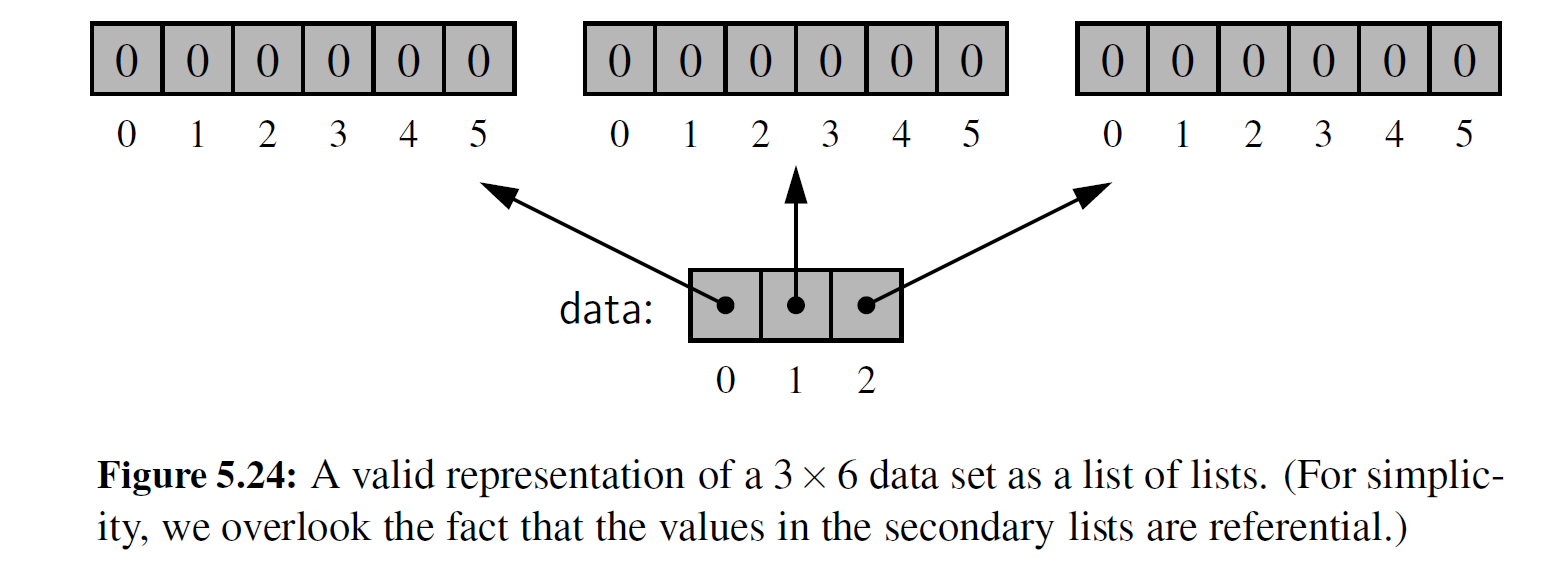 0 0 0 0 0 0 0 0 0 0 0 0 0 0 0 0 0 0
0 1 2 3 4 5 0 1 2 3 4 5 0 1 2 3 4 5
data:
0 1 2
Figure 5.24: A valid representation of a 3 × 6 data set as a list of lists. (For simplic-
ity, we overlook the fact that the values in the secondary lists are referential.)